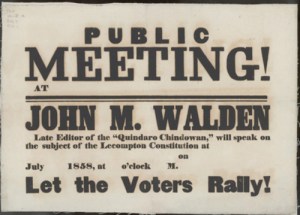 PUBLIC
MEETING!
AT
JOHN M. WALDEN
Late Editor of the "Quindaro Chindowan," will speak on
the subject of the Lecompton Constitution at
on
July 1858, at o'clock M.
Let the Voters Rally!